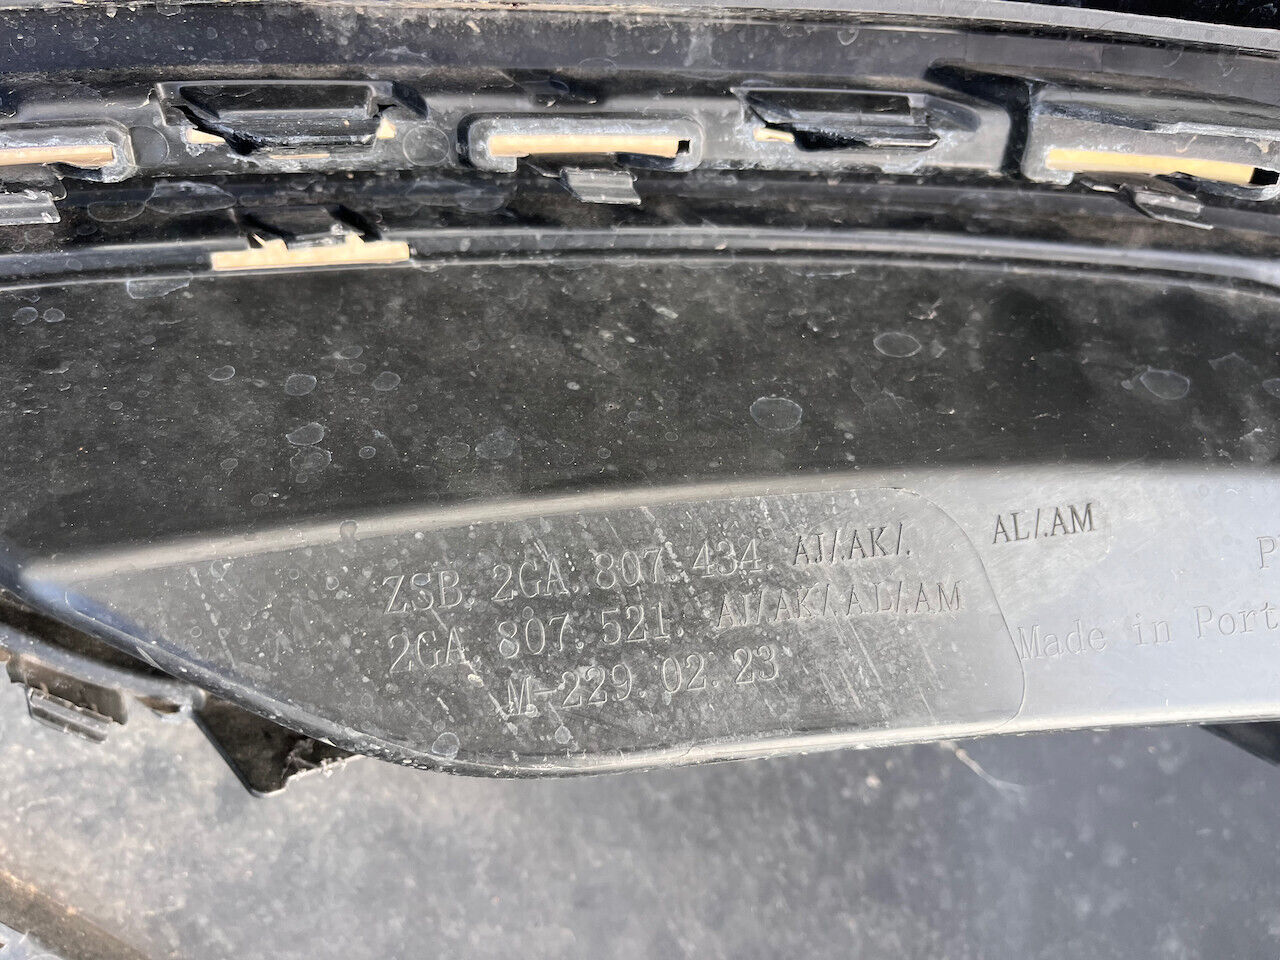 ZSB. 2GA. 807. 434. AJ/.AK/. AL/.AM
2GA. 807. 521. AJ/.AK/.AL/.AM
M-229. 02. 23
Made in